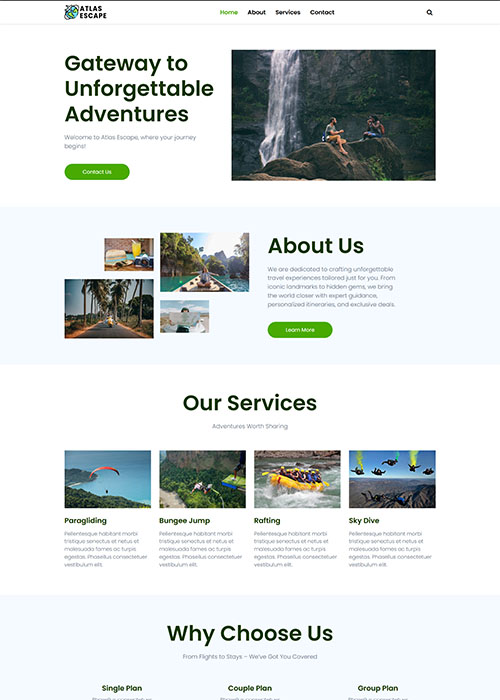 ATLAS
ESCAPE
Home About Services Contact
Gateway to
Unforgettable
Adventures
Welcome to Atlas Escape, where your journey
begins!
Contact Us
About Us
We are dedicated to crafting unforgettable
travel experiences tailored just for you. From
iconic landmarks to hidden gems, we bring
the world closer with expert guidance,
personalized itineraries, and exclusive deals.
Learn More
Our Services
Adventures Worth Sharing
Paragliding
Pellentesque habitant morbi
tristique senectus et netus et
malesuada fames ac turpis
egestas. Phasellus consectetuer
vestibulum elit.
Bungee Jump
Pellentesque habitant morbi
tristique senectus et netus et
malesuada fames ac turpis
egestas. Phasellus consectetuer
vestibulum elit.
Rafting
Pellentesque habitant morbi
tristique senectus et netus et
malesuada fames ac turpis
egestas. Phasellus consectetuer
vestibulum elit.
Sky Dive
Pellentesque habitant morbi
tristique senectus et netus et
malesuada fames ac turpis
egestas. Phasellus consectetuer
vestibulum elit.
Why Choose Us
From Flights to Stays – We've Got You Covered
Single Plan Couple Plan Group Plan